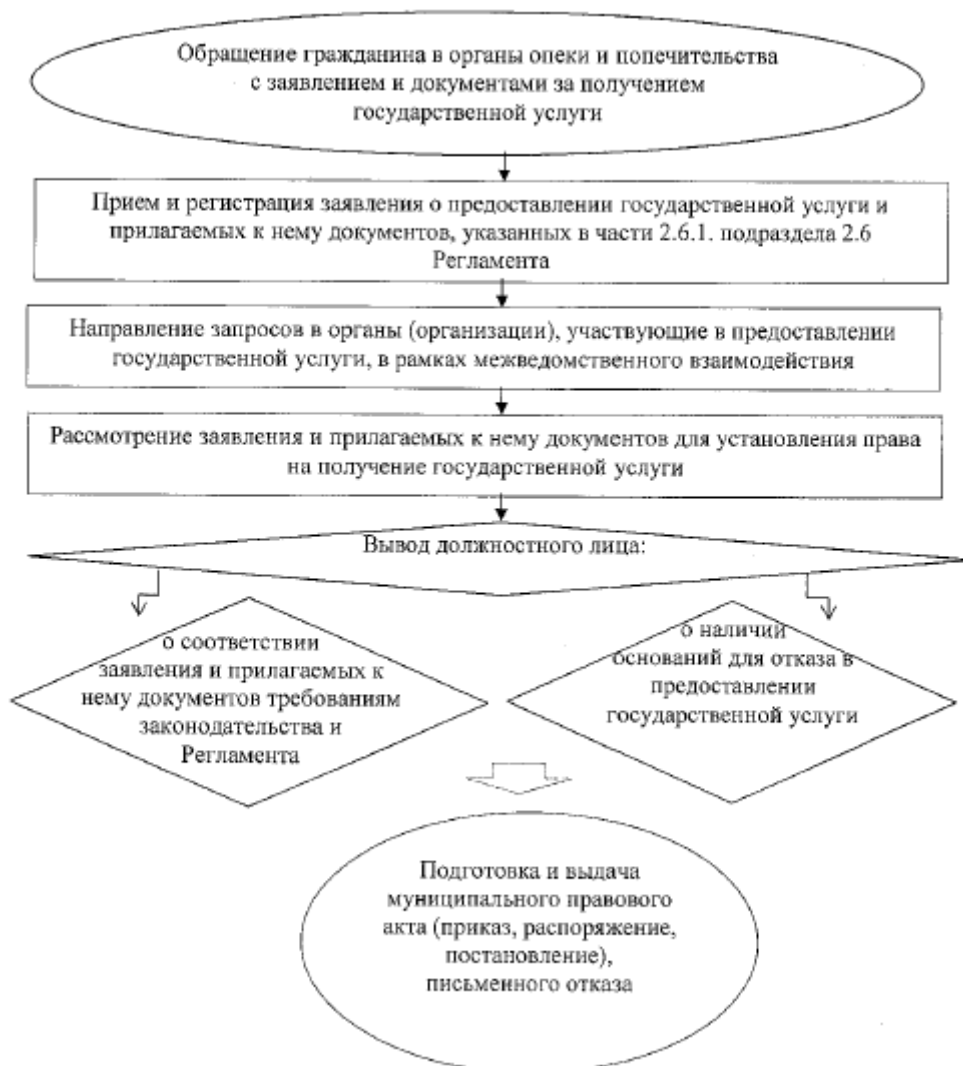 Обращение гражданина в органы опеки и попечительства
с заявлением и документами за получением
государственной услуги
Прием и регистрация заявления о предоставлении государственной услуги и
прилагаемых к нему документов, указанных в части 2.6.1. подраздела 2.6
Регламента
Направление запросов в органы (организации), участвующие в предоставлении
государственной услуги, в рамках межведомственного взаимодействия
Рассмотрение заявления и прилагаемых к нему документов для установления права
на получение государственной услуги
Вывод должностного лица:
о соответствии
заявления и прилагаемых к
нему документов требованиям
законодательства и
Регламента
о наличии
оснований для отказа в
предоставлении
государственной услуги
Подготовка и выдача
муниципального правового
акта (приказ, распоряжение,
постановление),
письменного отказа